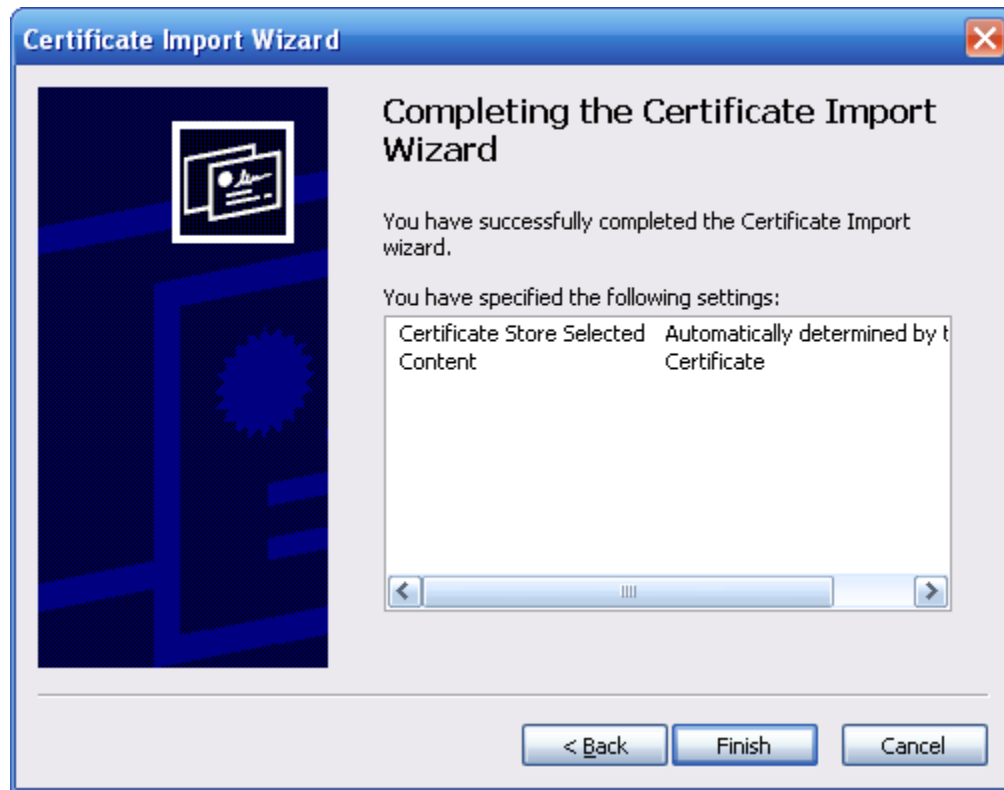 Certificate Import Wizard
Completing the Certificate Import
Wizard
You have successfully completed the Certificate Import
wizard.
You have specified the following settings:
Certificate Store Selected Automatically determined by t
Content Certificate
< Back Finish Cancel